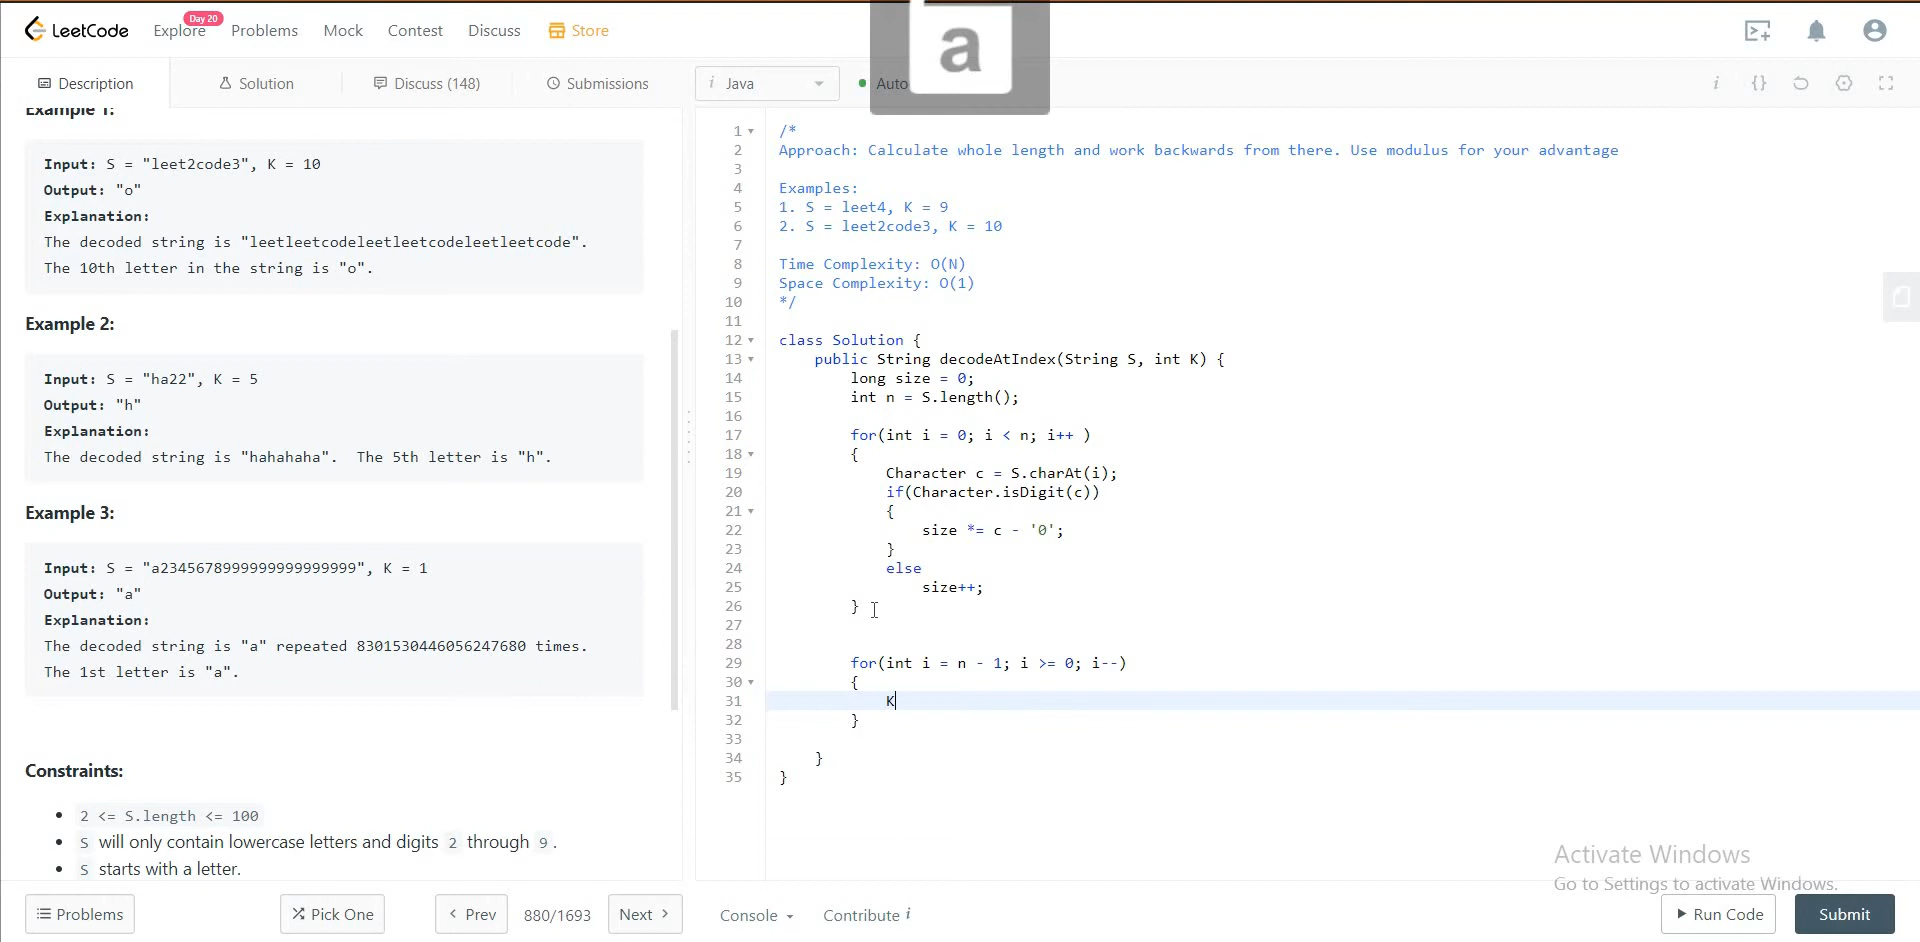 LeetCode
Explore
Day 20
Problems
Mock
Contest
Discuss
Store
a
Description
Solution
Discuss (148)
Submissions
i Java
Auto
i
{}
Example 1:
Input: S = "leet2code3", K = 10
Output: "o"
Explanation:
The decoded string is "leetleetcodeleetleetcodeleetleetcode".
The 10th letter in the string is "o".
Example 2:
Input: S = "ha22", K = 5
Output: "h"
Explanation:
The decoded string is "hahahaha".  The 5th letter is "h".
Example 3:
Input: S = "a2345678999999999999999", K = 1
Output: "a"
Explanation:
The decoded string is "a" repeated 8301530446056247680 times.
The 1st letter is "a".
Constraints:
2 <= S.length <= 100
S will only contain lowercase letters and digits 2 through 9.
S starts with a letter.
1 /*
2 Approach: Calculate whole length and work backwards from there. Use modulus for your advantage
3
4 Examples:
5 1. S = leet4, K = 9
6 2. S = leet2code3, K = 10
7
8 Time Complexity: O(N)
9 Space Complexity: O(1)
10 */
11
12 class Solution {
13 public String decodeAtIndex(String S, int K) {
14 long size = 0;
15 int n = S.length();
16
17 for(int i = 0; i < n; i++ )
18 {
19 Character c = S.charAt(i);
20 if(Character.isDigit(c))
21 {
22 size *= c - '0';
23 }
24 else
25 size++;
26 }
27
28
29 for(int i = n - 1; i >= 0; i--)
30 {
31 K
32 }
33
34 }
35 }
Activate Windows
Go to Settings to activate Windows.
Problems
Pick One
Prev
880/1693
Next
Console
Contribute i
Run Code
Submit